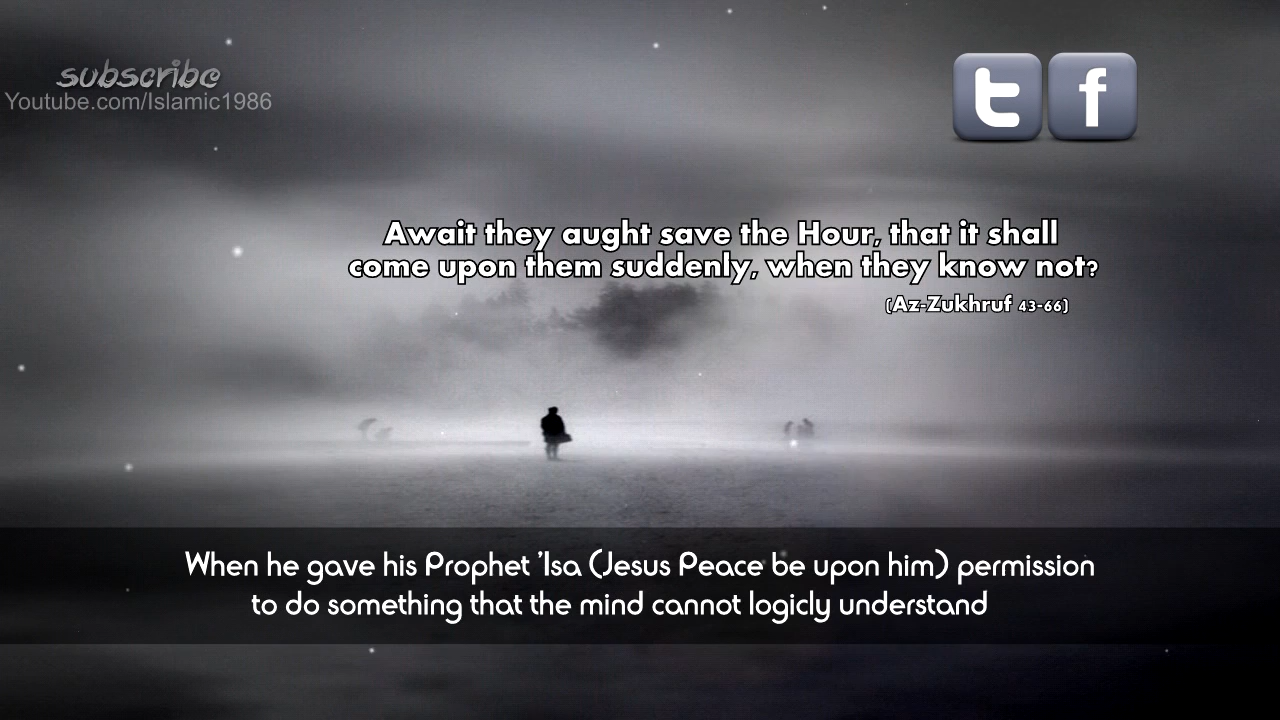 subscribe
Youtube.com/Islamic1986
t f
Await they aught save the Hour, that it shall
come upon them suddenly, when they know not?
(Az-Zukhruf 43-66)
When he gave his Prophet 'Isa (Jesus Peace be upon him) permission
to do something that the mind cannot logicly understand